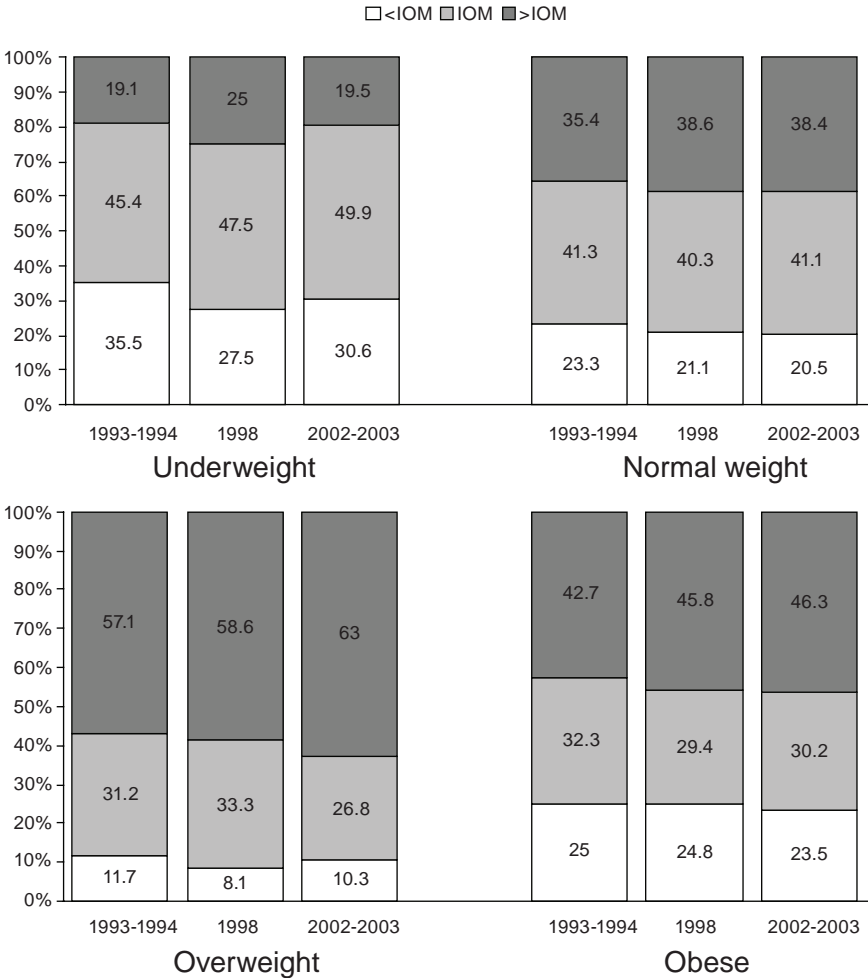 <IOM IOM >IOM
100%
90%
80%
70%
60%
50%
40%
30%
20%
10%
0%
19.1 25 19.5
45.4 47.5 49.9
35.5 27.5 30.6
1993-1994 1998 2002-2003
Underweight
35.4 38.6 38.4
41.3 40.3 41.1
23.3 21.1 20.5
1993-1994 1998 2002-2003
Normal weight
100%
90%
80%
70%
60%
50%
40%
30%
20%
10%
0%
57.1 58.6 63
31.2 33.3 26.8
11.7 8.1 10.3
1993-1994 1998 2002-2003
Overweight
42.7 45.8 46.3
32.3 29.4 30.2
25 24.8 23.5
1993-1994 1998 2002-2003
Obese